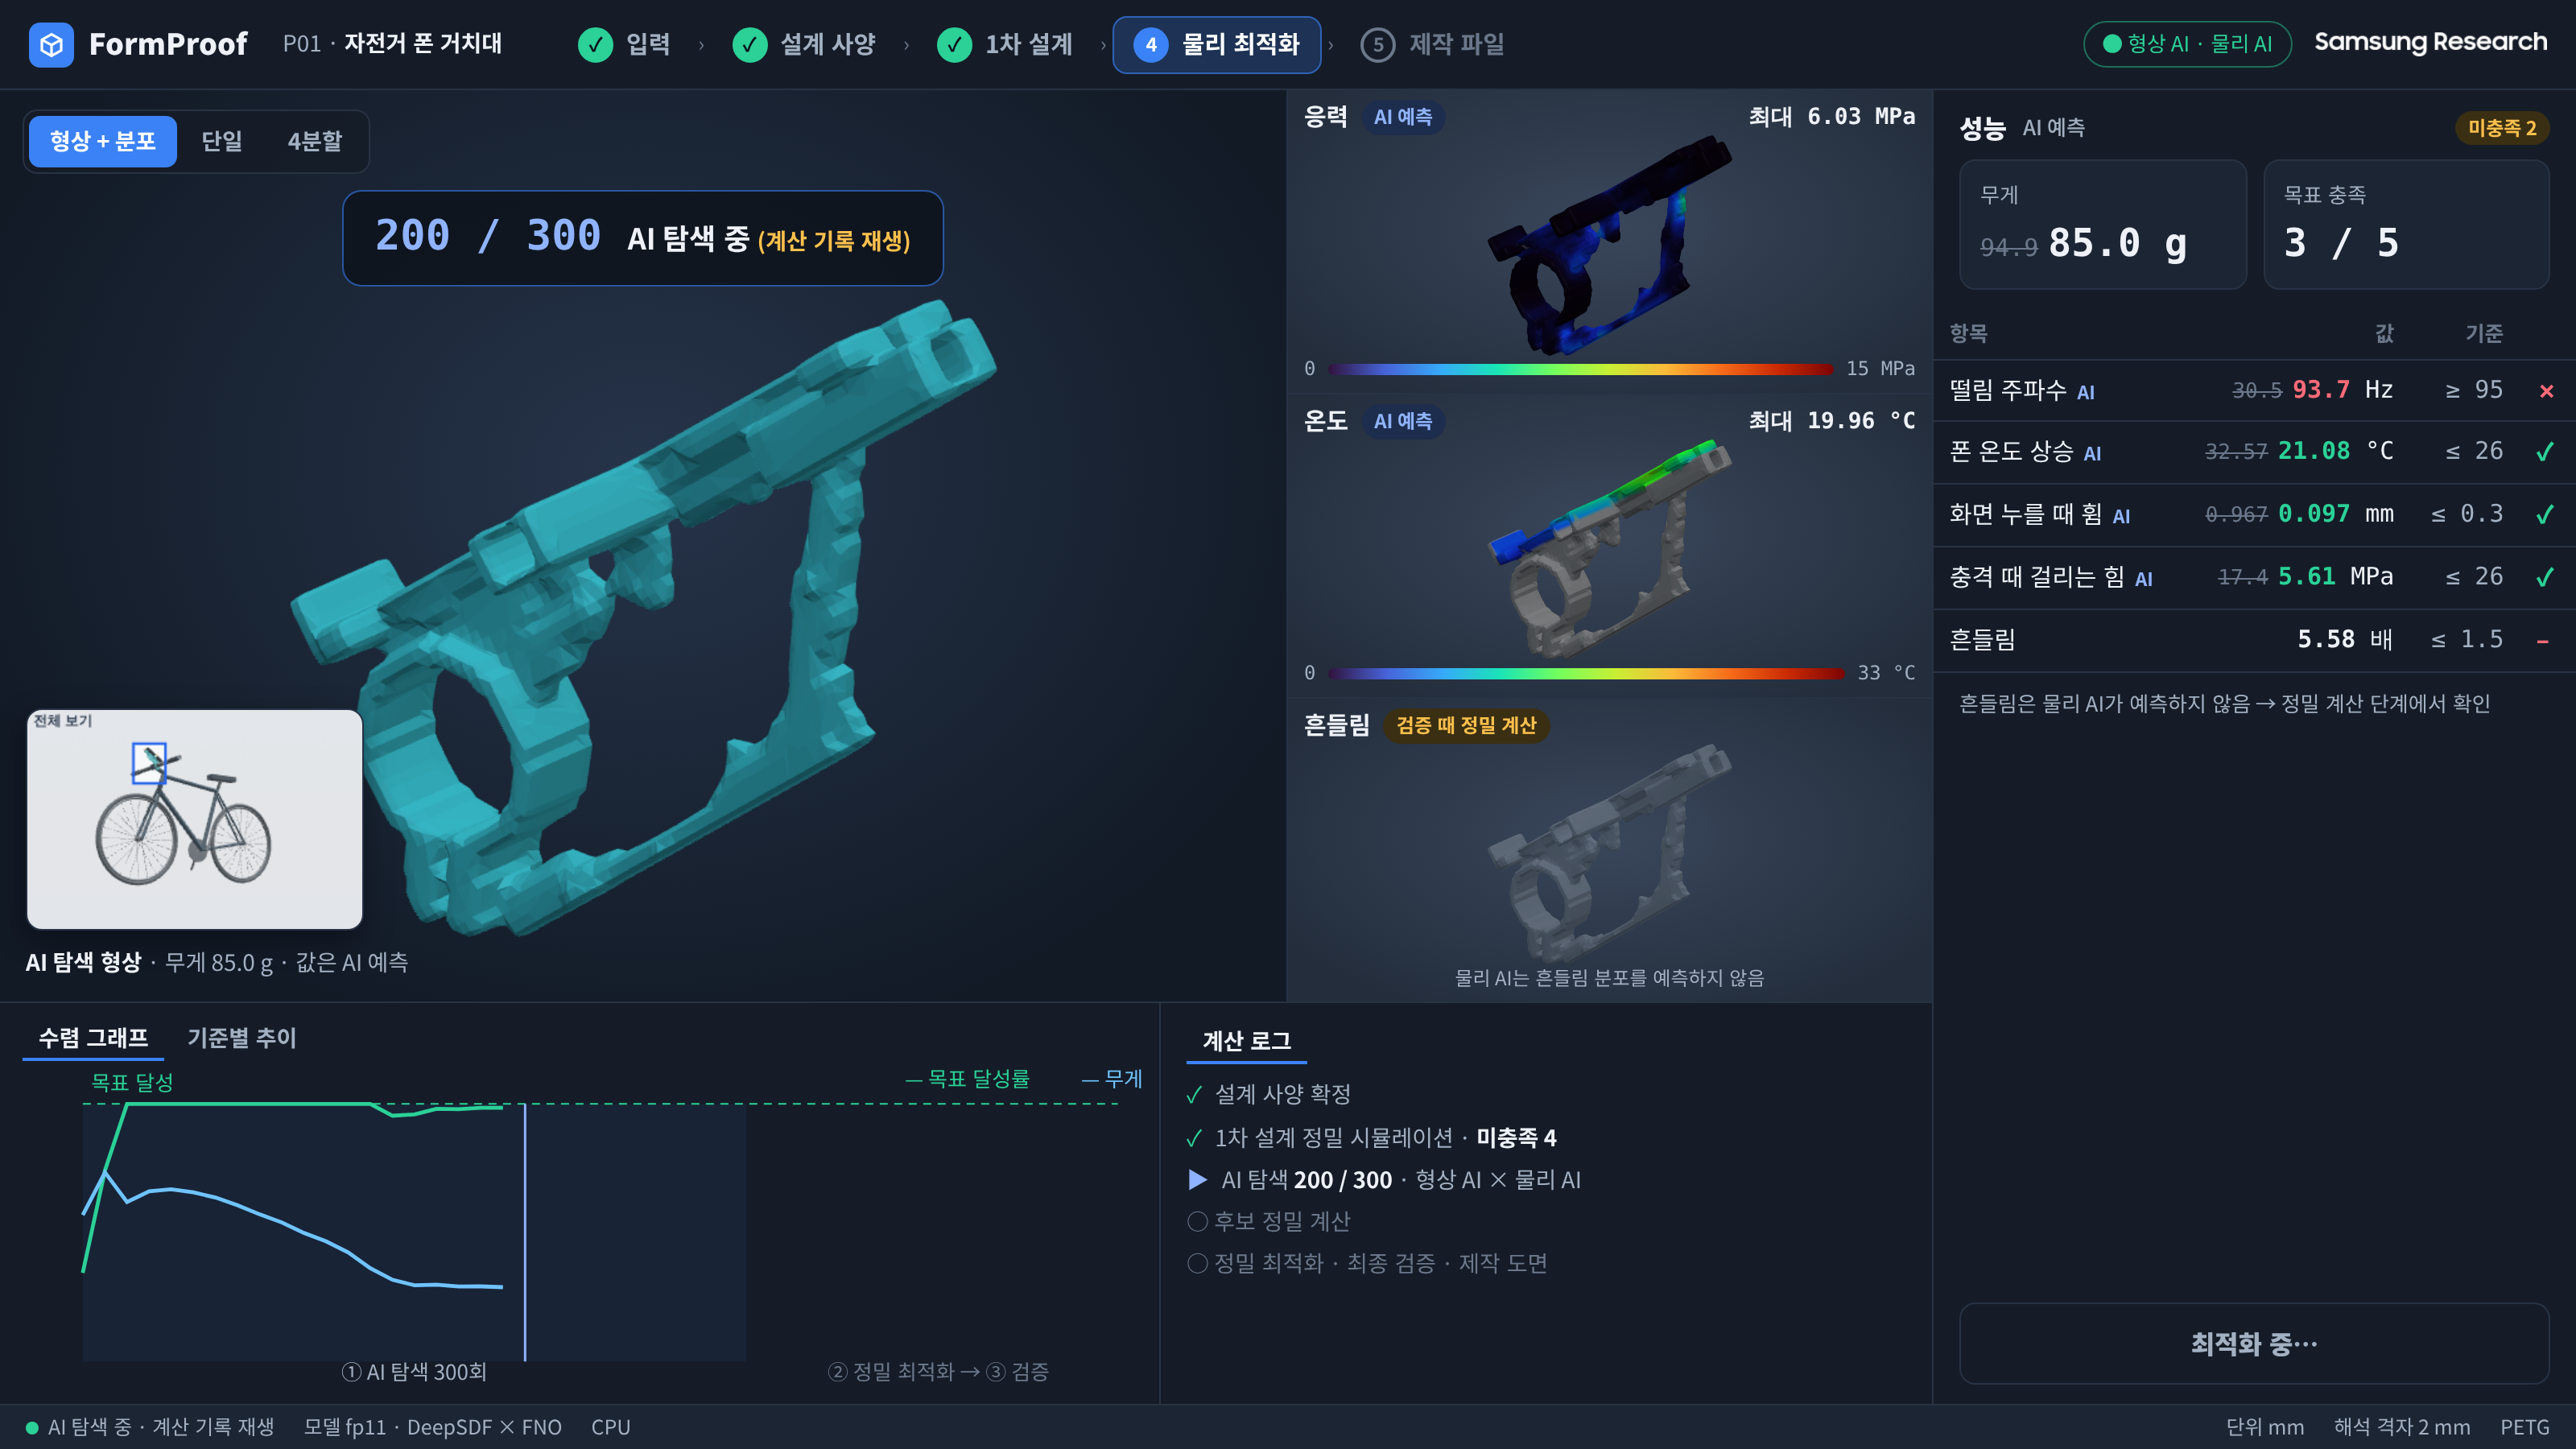 FormProof
P01 · 자전거 폰 거치대
✓ 입력 › ✓ 설계 사양 › ✓ 1차 설계 › 4 물리 최적화 › 5 제작 파일
형상 AI · 물리 AI
Samsung Research
형상 + 분포 단일 4분할
200 / 300 AI 탐색 중 (계산 기록 재생)
전체 보기
AI 탐색 형상 · 무게 85.0 g · 값은 AI 예측
응력 AI 예측 최대 6.03 MPa
0 15 MPa
온도 AI 예측 최대 19.96 °C
0 33 °C
흔들림 검증 때 정밀 계산
물리 AI는 흔들림 분포를 예측하지 않음
성능 AI 예측 미충족 2
무게
94.9 85.0 g
목표 충족
3 / 5
항목 값 기준
떨림 주파수 AI 30.5 93.7 Hz ≥ 95 ×
폰 온도 상승 AI 32.57 21.08 °C ≤ 26 ✓
화면 누를 때 휨 AI 0.967 0.097 mm ≤ 0.3 ✓
충격 때 걸리는 힘 AI 17.4 5.61 MPa ≤ 26 ✓
흔들림 5.58 배 ≤ 1.5 –
흔들림은 물리 AI가 예측하지 않음 → 정밀 계산 단계에서 확인
최적화 중···
수렴 그래프 기준별 추이
목표 달성
— 목표 달성률 — 무게
① AI 탐색 300회
② 정밀 최적화 → ③ 검증
계산 로그
✓ 설계 사양 확정
✓ 1차 설계 정밀 시뮬레이션 · 미충족 4
▶ AI 탐색 200 / 300 · 형상 AI × 물리 AI
○ 후보 정밀 계산
○ 정밀 최적화 · 최종 검증 · 제작 도면
AI 탐색 중 · 계산 기록 재생 모델 fp11 · DeepSDF × FNO CPU
단위 mm 해석 격자 2 mm PETG